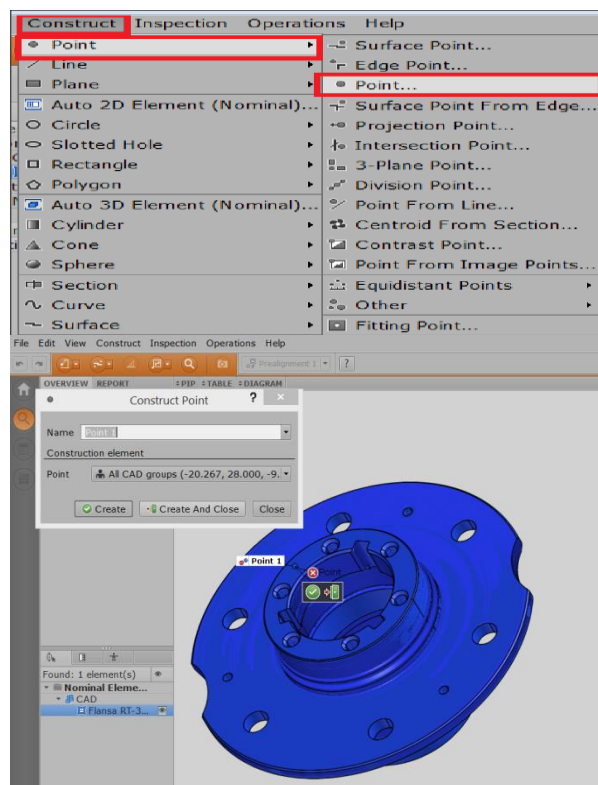 Construct Inspection Operations Help
Point
Line
Plane
Auto 2D Element (Nominal)...
Circle
Slotted Hole
Rectangle
Polygon
Auto 3D Element (Nominal)...
Cylinder
Cone
Sphere
Section
Curve
Surface
Surface Point...
Edge Point...
Point...
Surface Point From Edge...
Projection Point...
Intersection Point...
3-Plane Point...
Division Point...
Point From Line...
Centroid From Section...
Contrast Point...
Point From Image Points...
Equidistant Points
Other
Fitting Point...
File Edit View Construct Inspection Operations Help
Prealignment 1 ?
OVERVIEW REPORT PIP TABLE DIAGRAM
Construct Point ? ×
Name Point 1
Construction element
Point All CAD groups (-20.267, 28.000, -9.
Create Create And Close Close
Point 1
Point
Found: 1 element(s)
Nominal Eleme...
CAD
Flansa RT-3...